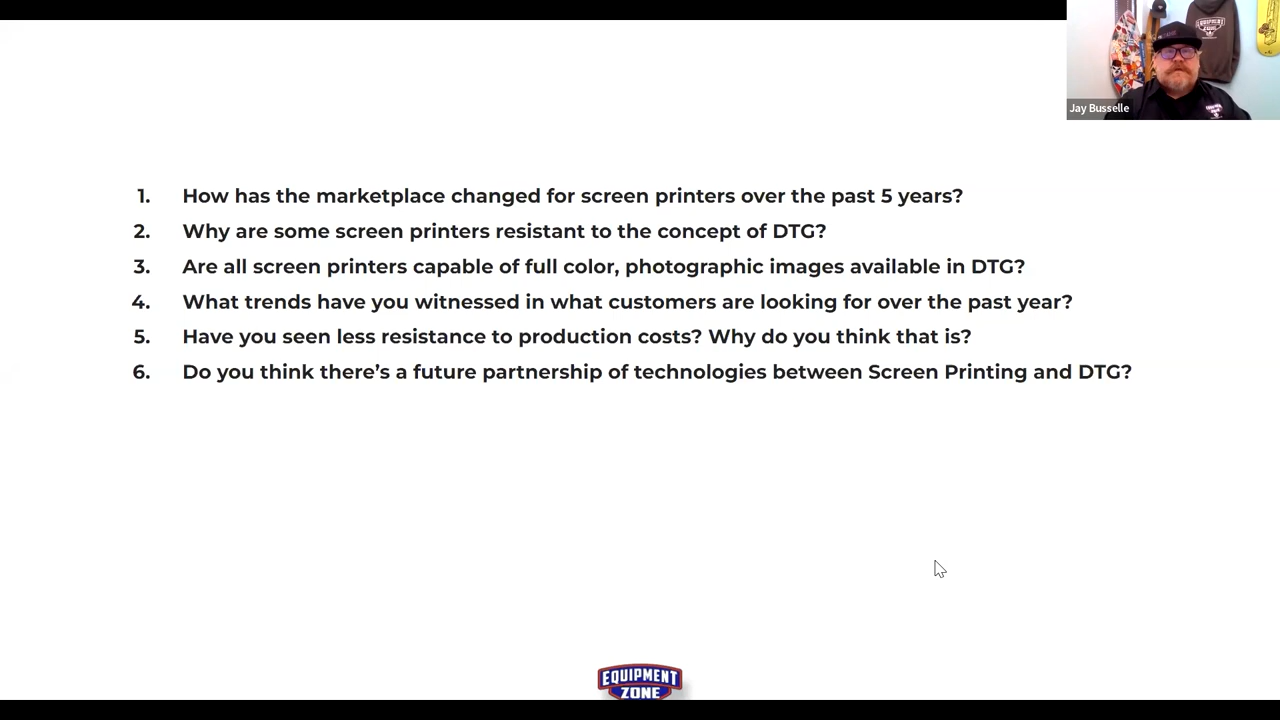 Jay Busselle
1. How has the marketplace changed for screen printers over the past 5 years?
2. Why are some screen printers resistant to the concept of DTG?
3. Are all screen printers capable of full color, photographic images available in DTG?
4. What trends have you witnessed in what customers are looking for over the past year?
5. Have you seen less resistance to production costs? Why do you think that is?
6. Do you think there’s a future partnership of technologies between Screen Printing and DTG?
EQUIPMENT
ZONE